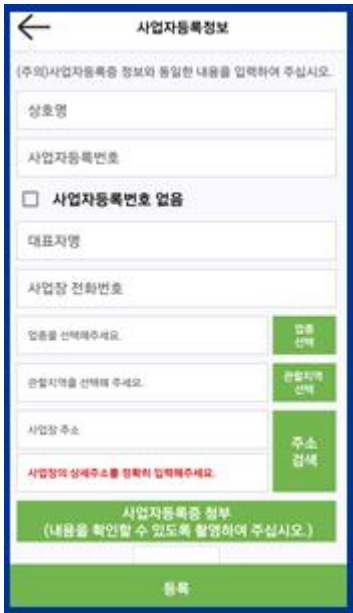 사업자등록정보
(주의)사업자등록증 정보와 동일한 내용을 입력하여 주십시오.
상호명
사업자등록번호
사업자등록번호 없음
대표자명
사업장 전화번호
업종을 선택해주세요.
업종
선택
관할지역을 선택해 주세요.
관할지역
선택
사업장 주소
주소
검색
사업장의 상세주소를 정확히 입력해주세요.
사업자등록증 첨부
(내용을 확인할 수 있도록 촬영하여 주십시오.)
등록